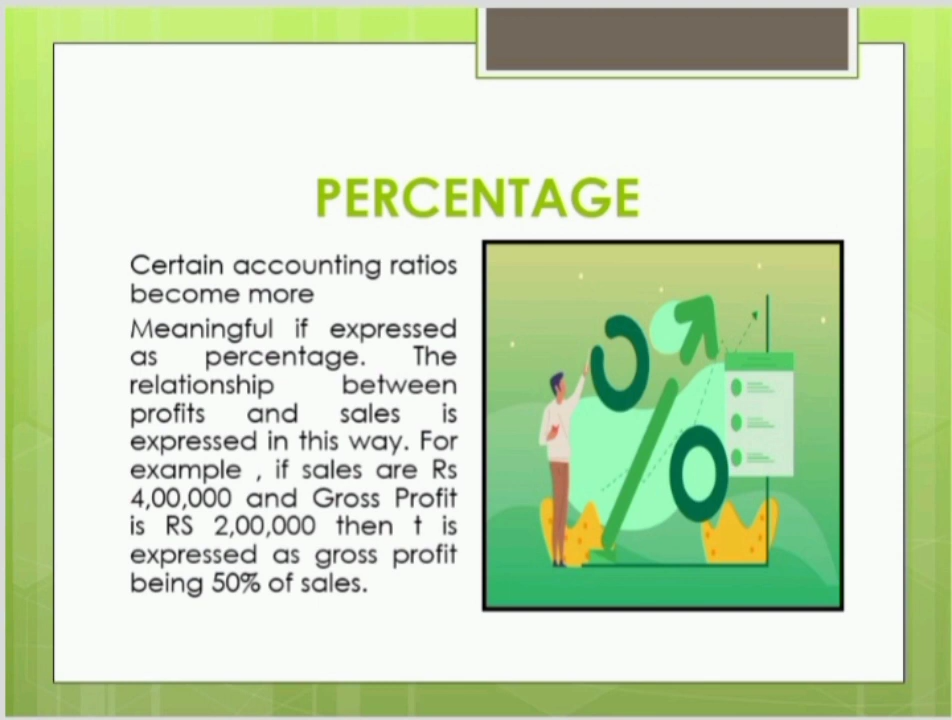 PERCENTAGE
Certain accounting ratios
become more
Meaningful if expressed
as percentage. The
relationship between
profits and sales is
expressed in this way. For
example , if sales are Rs
4,00,000 and Gross Profit
is RS 2,00,000 then t is
expressed as gross profit
being 50% of sales.